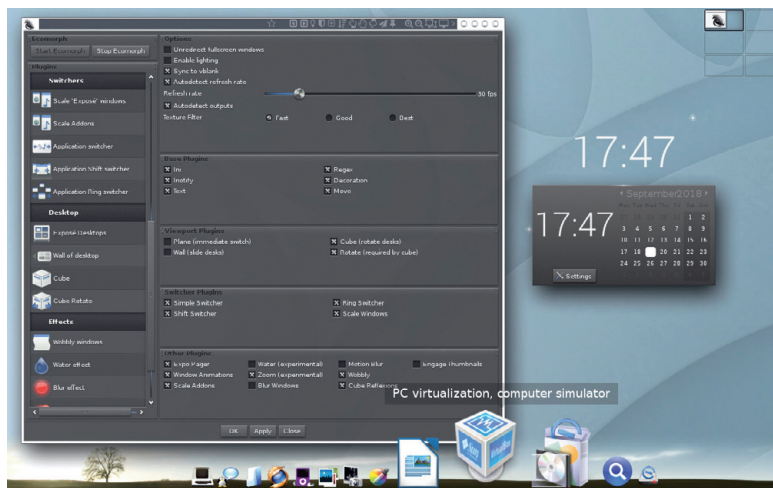 Ecomorph
Start Ecomorph Stop Ecomorph
Plugins
Switchers
Scale 'Expose' windows
Scale Addons
Application switcher
Application Shift switcher
Application Ring switcher
Desktop
Exposé Desktops
Wall of desktop
Cube
Cube Rotate
Effects
Wobbly windows
Water effect
Blur effect
Options
Unredirect fullscreen windows
Enable lighting
Sync to vblank
Autodetect refresh rate
Refresh rate 50 fps
Autodetect outputs
Texture Filter Fast Good Best
Base Plugins
Ini Regex
Inotify Decoration
Text Move
Viewport Plugins
Plane (immediate switch) Cube (rotate desks)
Wall (slide desks) Rotate (required by cube)
Switcher Plugins
Simple Switcher Ring Switcher
Shift Switcher Scale Windows
Other Plugins
Expo Pager Water (experimental) Motion Blur Engage Thumbnails
Window Animations Zoom (experimental) Wobbly
Scale Addons Blur Windows Cube Reflexions
OK Apply Close
17:47
September2018
17:47
1 2
3 4 5 6 7 8 9
10 11 12 13 14 15 16
17 18 20 21 22 23
24 25 26 27 28 29 30
Settings
PC virtualization, computer simulator
VirtualBox